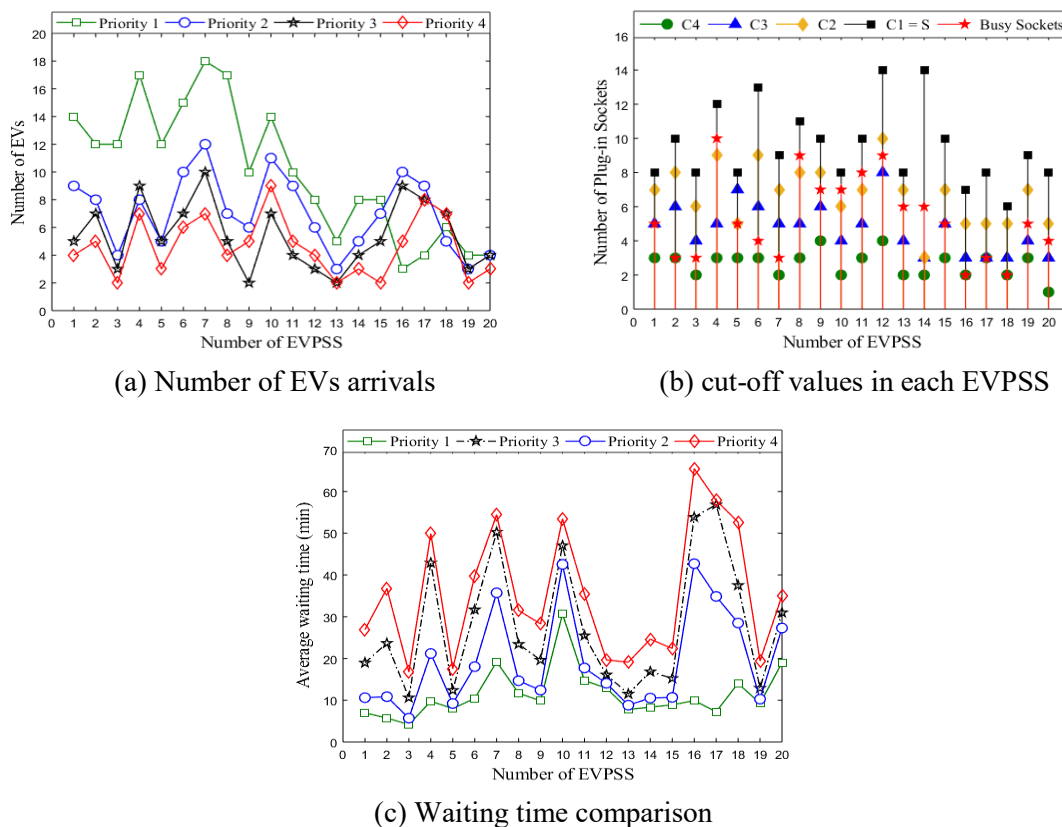 Priority 1 Priority 2 Priority 3 Priority 4
20
18
16
14
12
10
8
6
4
2
0
Number of EVs
0 1 2 3 4 5 6 7 8 9 10 11 12 13 14 15 16 17 18 19 20
Number of EVPSS
(a) Number of EVs arrivals
C4 C3 C2 C1 = S Busy Sockets
16
14
12
10
8
6
4
2
0
Number of Plug-in Sockets
0 1 2 3 4 5 6 7 8 9 10 11 12 13 14 15 16 17 18 19 20
Number of EVPSS
(b) cut-off values in each EVPSS
Priority 1 Priority 3 Priority 2 Priority 4
70
60
50
40
30
20
10
0
Average waiting time (min)
0 1 2 3 4 5 6 7 8 9 10 11 12 13 14 15 16 17 18 19 20
Number of EVPSS
(c) Waiting time comparison